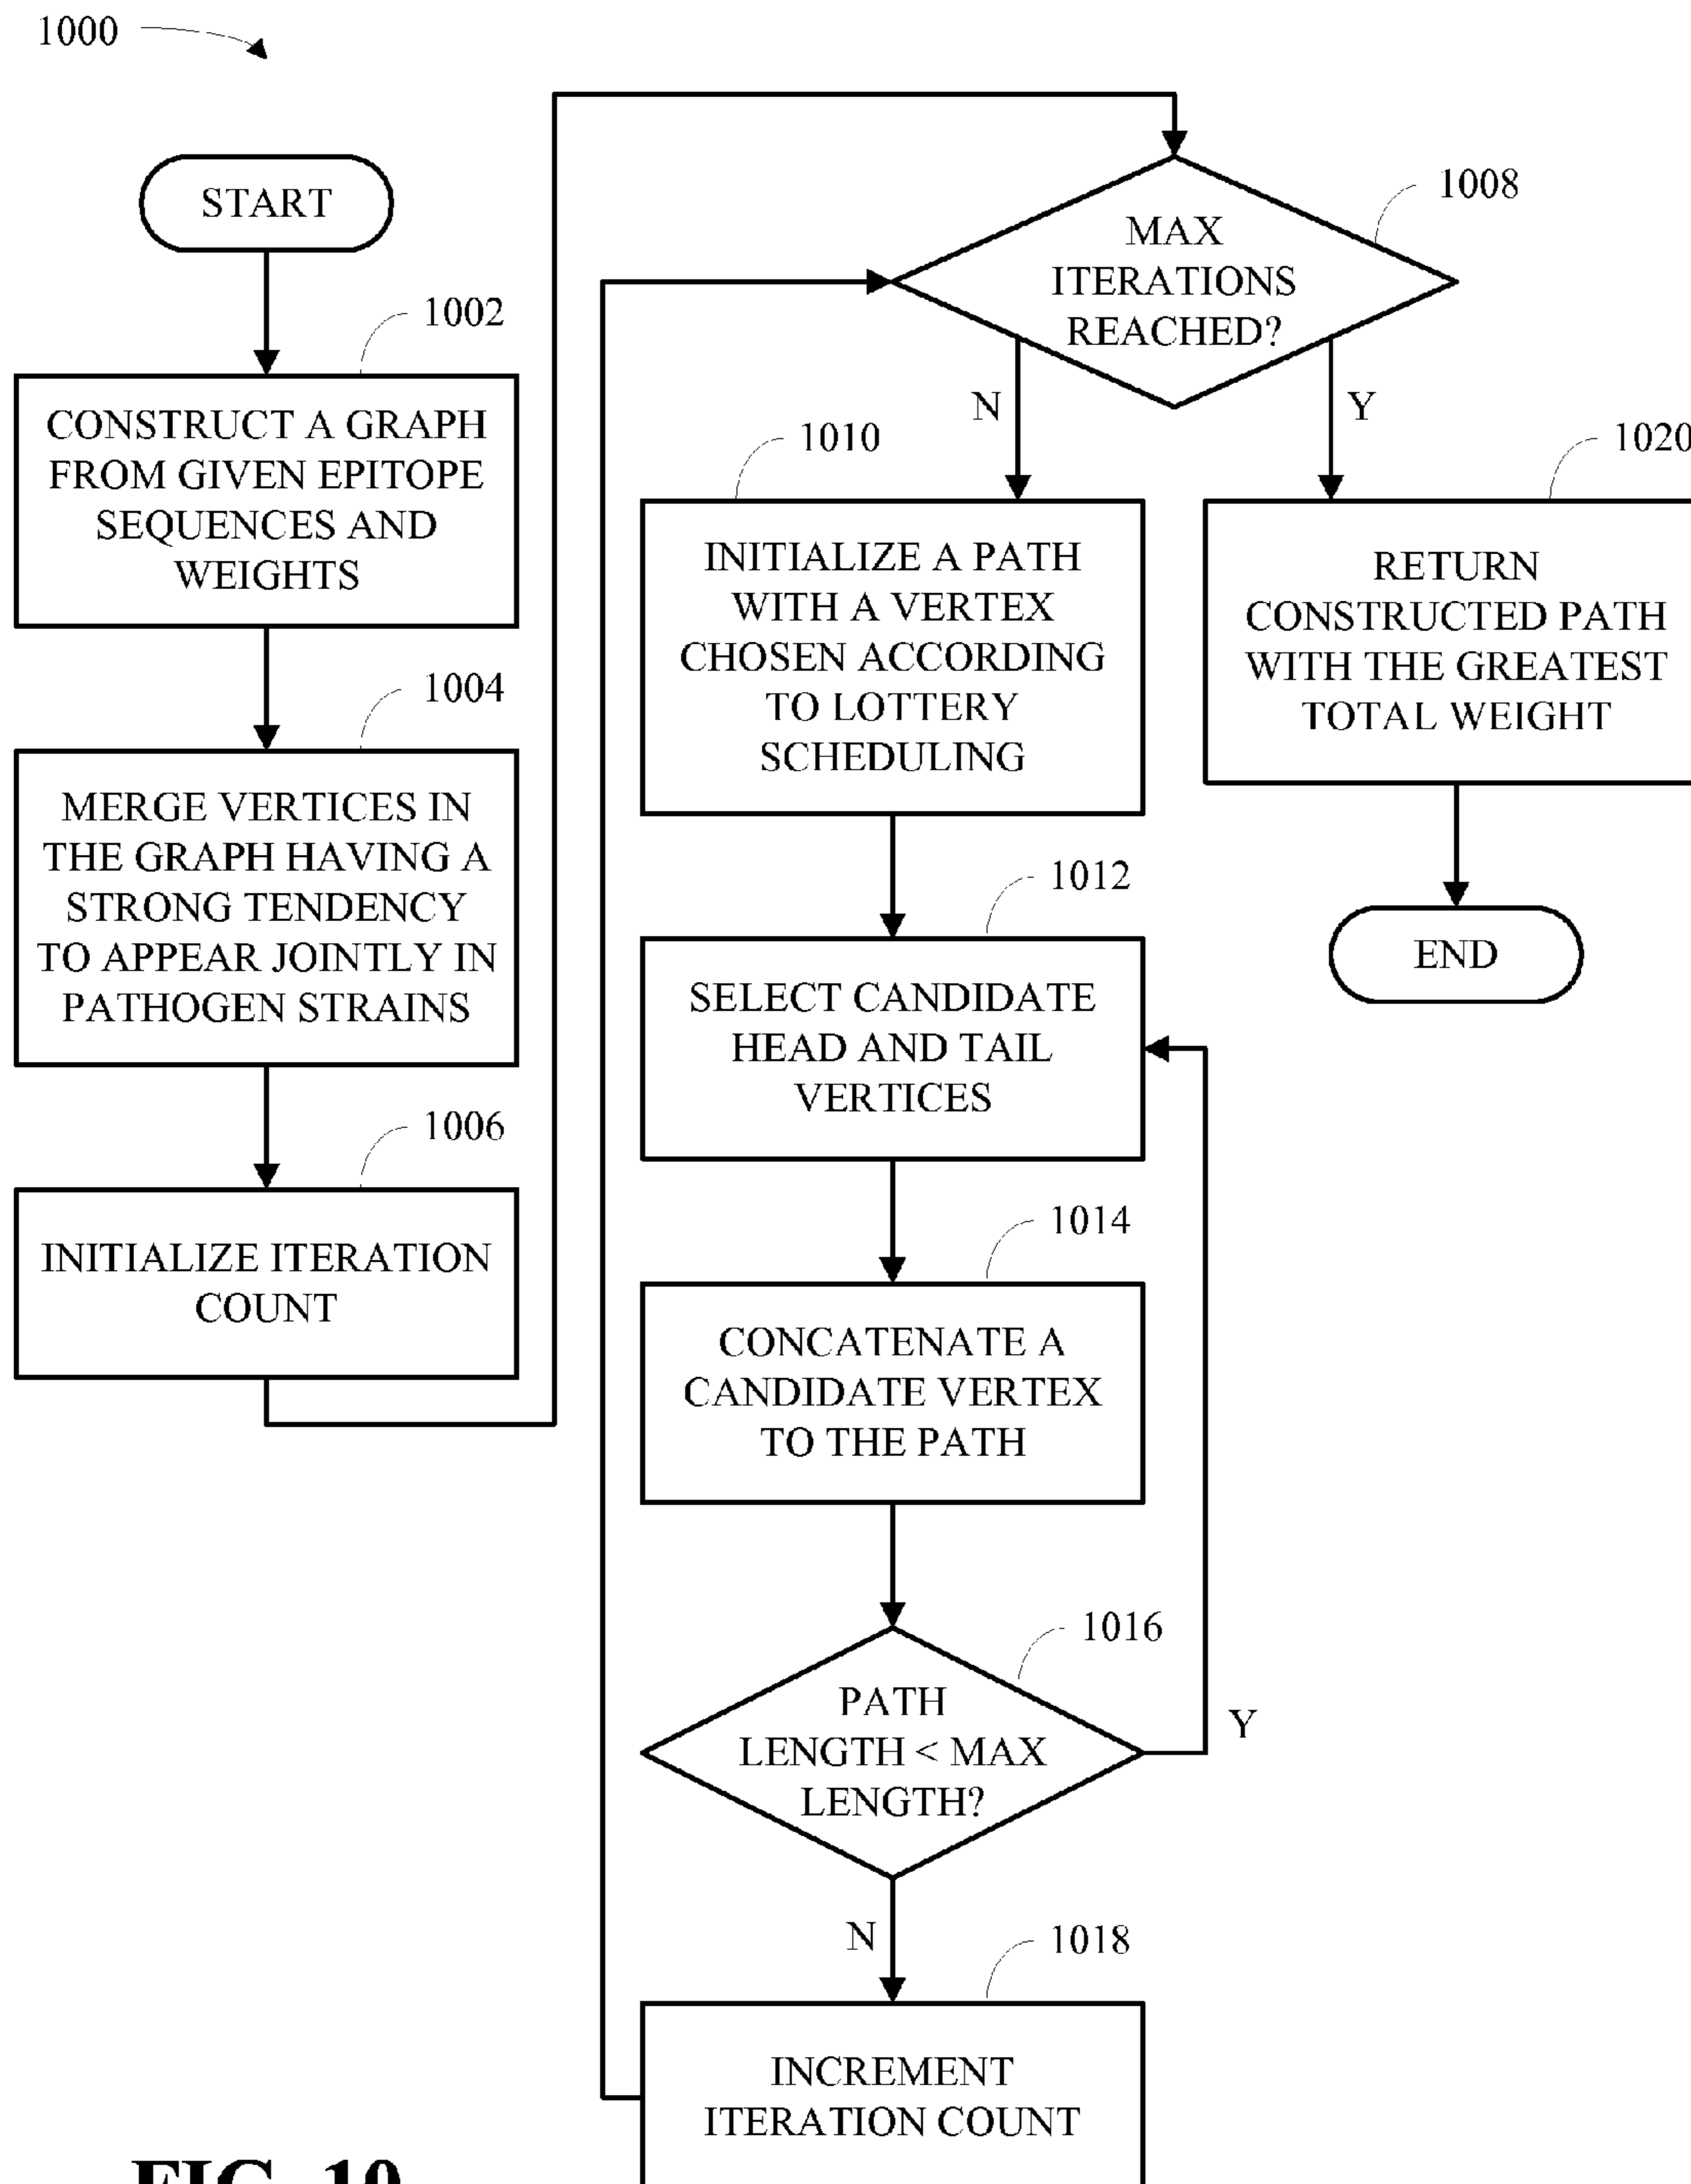 1000
START
1002
CONSTRUCT A GRAPH
FROM GIVEN EPITOPE
SEQUENCES AND
WEIGHTS
1004
MERGE VERTICES IN
THE GRAPH HAVING A
STRONG TENDENCY
TO APPEAR JOINTLY IN
PATHOGEN STRAINS
1006
INITIALIZE ITERATION
COUNT
1008
MAX
ITERATIONS
REACHED?
N
Y
1010
INITIALIZE A PATH
WITH A VERTEX
CHOSEN ACCORDING
TO LOTTERY
SCHEDULING
1012
SELECT CANDIDATE
HEAD AND TAIL
VERTICES
1014
CONCATENATE A
CANDIDATE VERTEX
TO THE PATH
1016
PATH
LENGTH < MAX
LENGTH?
Y
N
1018
INCREMENT
ITERATION COUNT
1020
RETURN
CONSTRUCTED PATH
WITH THE GREATEST
TOTAL WEIGHT
END
FIG. 10